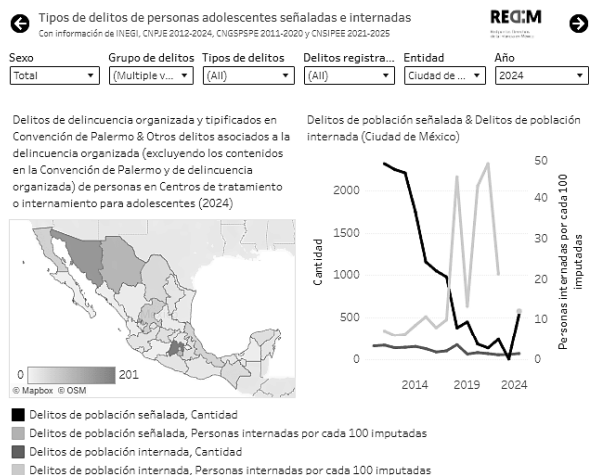 Tipos de delitos de personas adolescentes señaladas e internadas
Con información de INEGI, CNPJE 2012-2024, CNGSPSPE 2011-2020 y CNSIPEE 2021-2025
REDIM
Sexo
Grupo de delitos
Tipos de delitos
Delitos registra...
Entidad
Año
Total
(Multiple v...
(All)
(All)
Ciudad de ...
2024
Delitos de delincuencia organizada y tipificados en
Convención de Palermo & Otros delitos asociados a la
delincuencia organizada (excluyendo los contenidos
en la Convención de Palermo y de delincuencia
organizada) de personas en Centros de tratamiento
o internamiento para adolescentes (2024)
0
201
© Mapbox © OSM
Delitos de población señalada & Delitos de población
internada (Ciudad de México)
Cantidad
2000
1500
1000
500
0
50
40
30
20
10
0
Personas internadas por cada 100
imputadas
2014
2019
2024
Delitos de población señalada, Cantidad
Delitos de población señalada, Personas internadas por cada 100 imputadas
Delitos de población internada, Cantidad
Delitos de población internada, Personas internadas por cada 100 imputadas